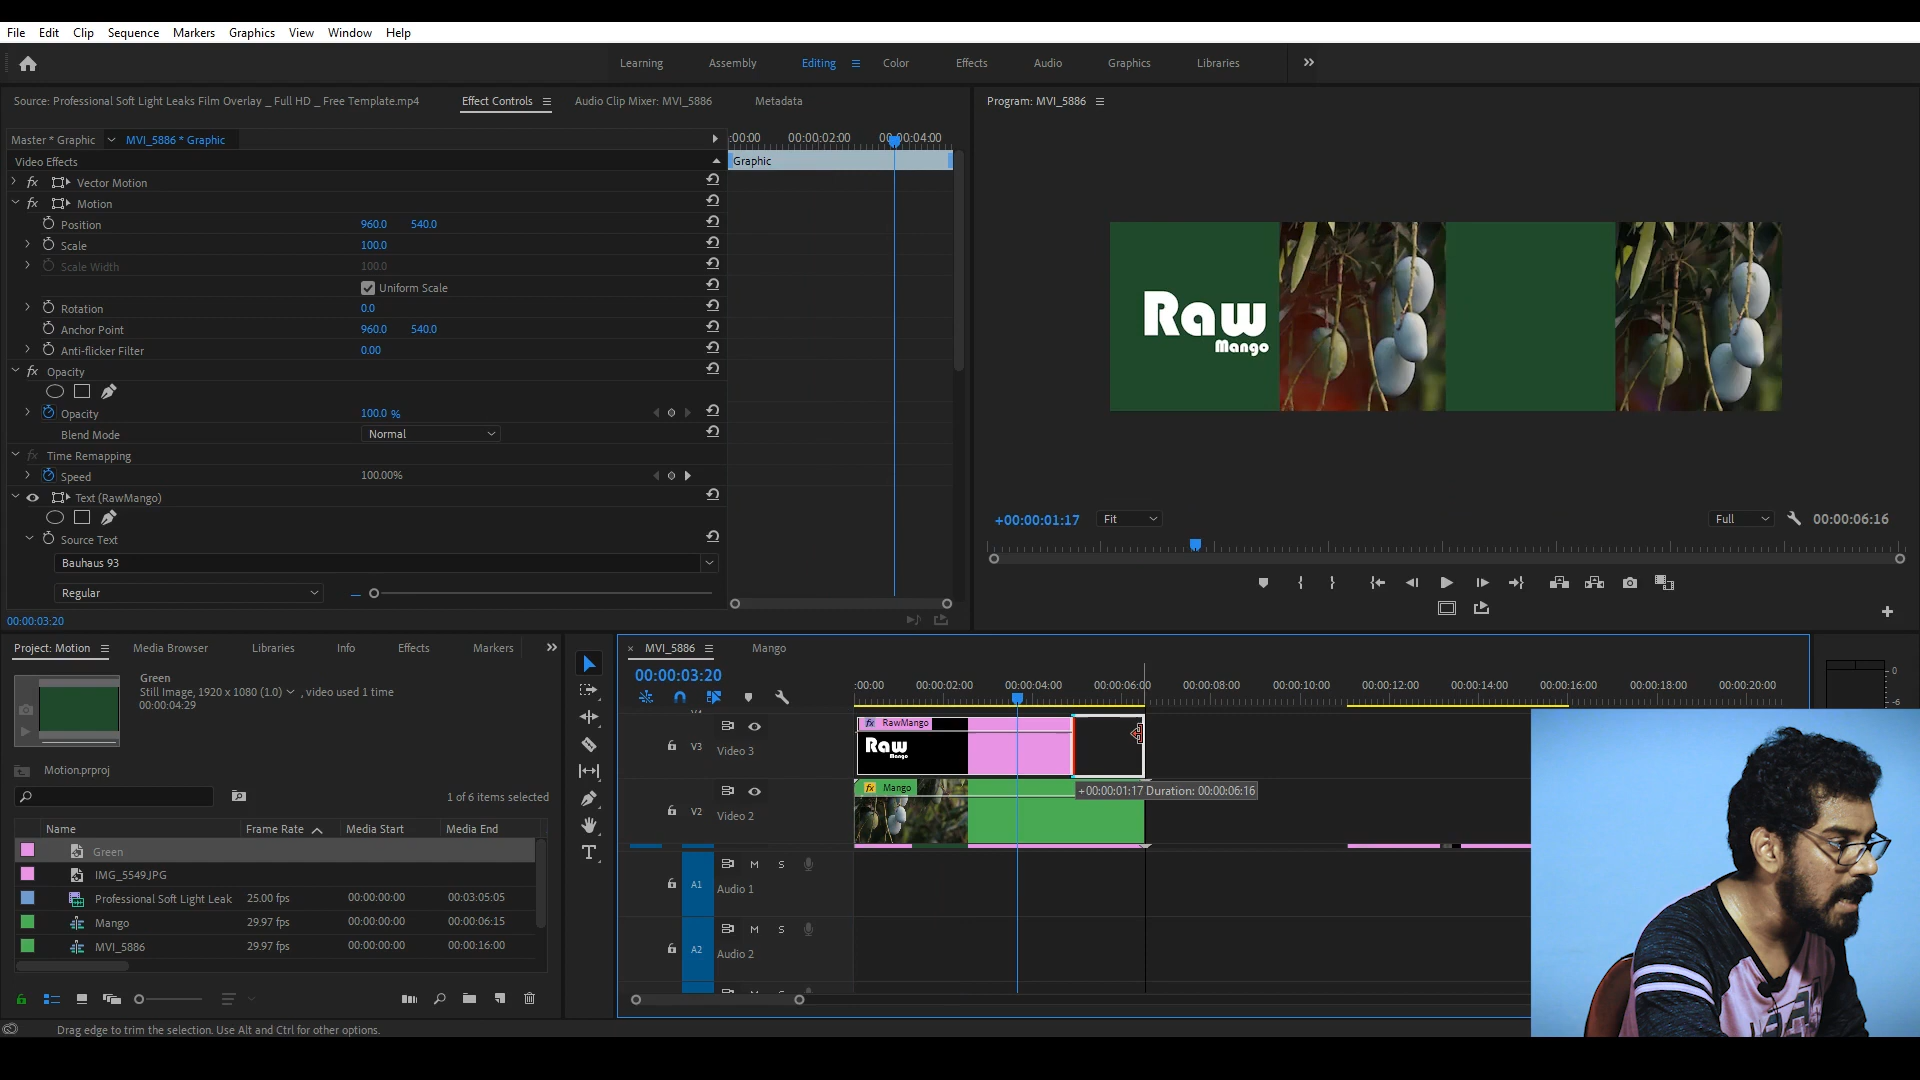 File Edit Clip Sequence Markers Graphics View Window Help
Learning Assembly Editing Color Effects Audio Graphics Libraries
Source: Professional Soft Light Leaks Film Overlay _ Full HD _ Free Template.mp4 Effect Controls Audio Clip Mixer: MVI_5886 Metadata
Program: MVI_5886
Master * Graphic MVI_5886 * Graphic
:00:00 00:00:02:00 00:00:04:00
Video Effects
Graphic
fx Vector Motion
fx Motion
Position 960.0 540.0
Scale 100.0
Scale Width 100.0
Uniform Scale
Rotation 0.0
Anchor Point 960.0 540.0
Anti-flicker Filter 0.00
fx Opacity
Opacity 100.0 %
Blend Mode Normal
fx Time Remapping
Speed 100.00%
Text (RawMango)
Source Text
Bauhaus 93
Regular
00:00:03:20
Raw
Mango
+00:00:01:17 Fit Full 00:00:06:16
Project: Motion Media Browser Libraries Info Effects Markers
Green
Still Image, 1920 x 1080 (1.0) , video used 1 time
00:00:04:29
Motion.prproj
1 of 6 items selected
Name Frame Rate Media Start Media End
Green
IMG_5549.JPG
Professional Soft Light Leak 25.00 fps 00:00:00:00 00:03:05:05
Mango 29.97 fps 00:00:00:00 00:00:06:15
MVI_5886 29.97 fps 00:00:00:00 00:00:16:00
Drag edge to trim the selection. Use Alt and Ctrl for other options.
× MVI_5886 Mango
00:00:03:20
:00:00 00:00:02:00 00:00:04:00 00:00:06:00 00:00:08:00 00:00:10:00 00:00:12:00 00:00:14:00 00:00:16:00 00:00:18:00 00:00:20:00
V3 Video 3
fx RawMango
Raw
Mango
V2 Video 2
fx Mango
+00:00:01:17 Duration: 00:00:06:16
A1 M S
Audio 1
A2 M S
Audio 2
T
0
-6